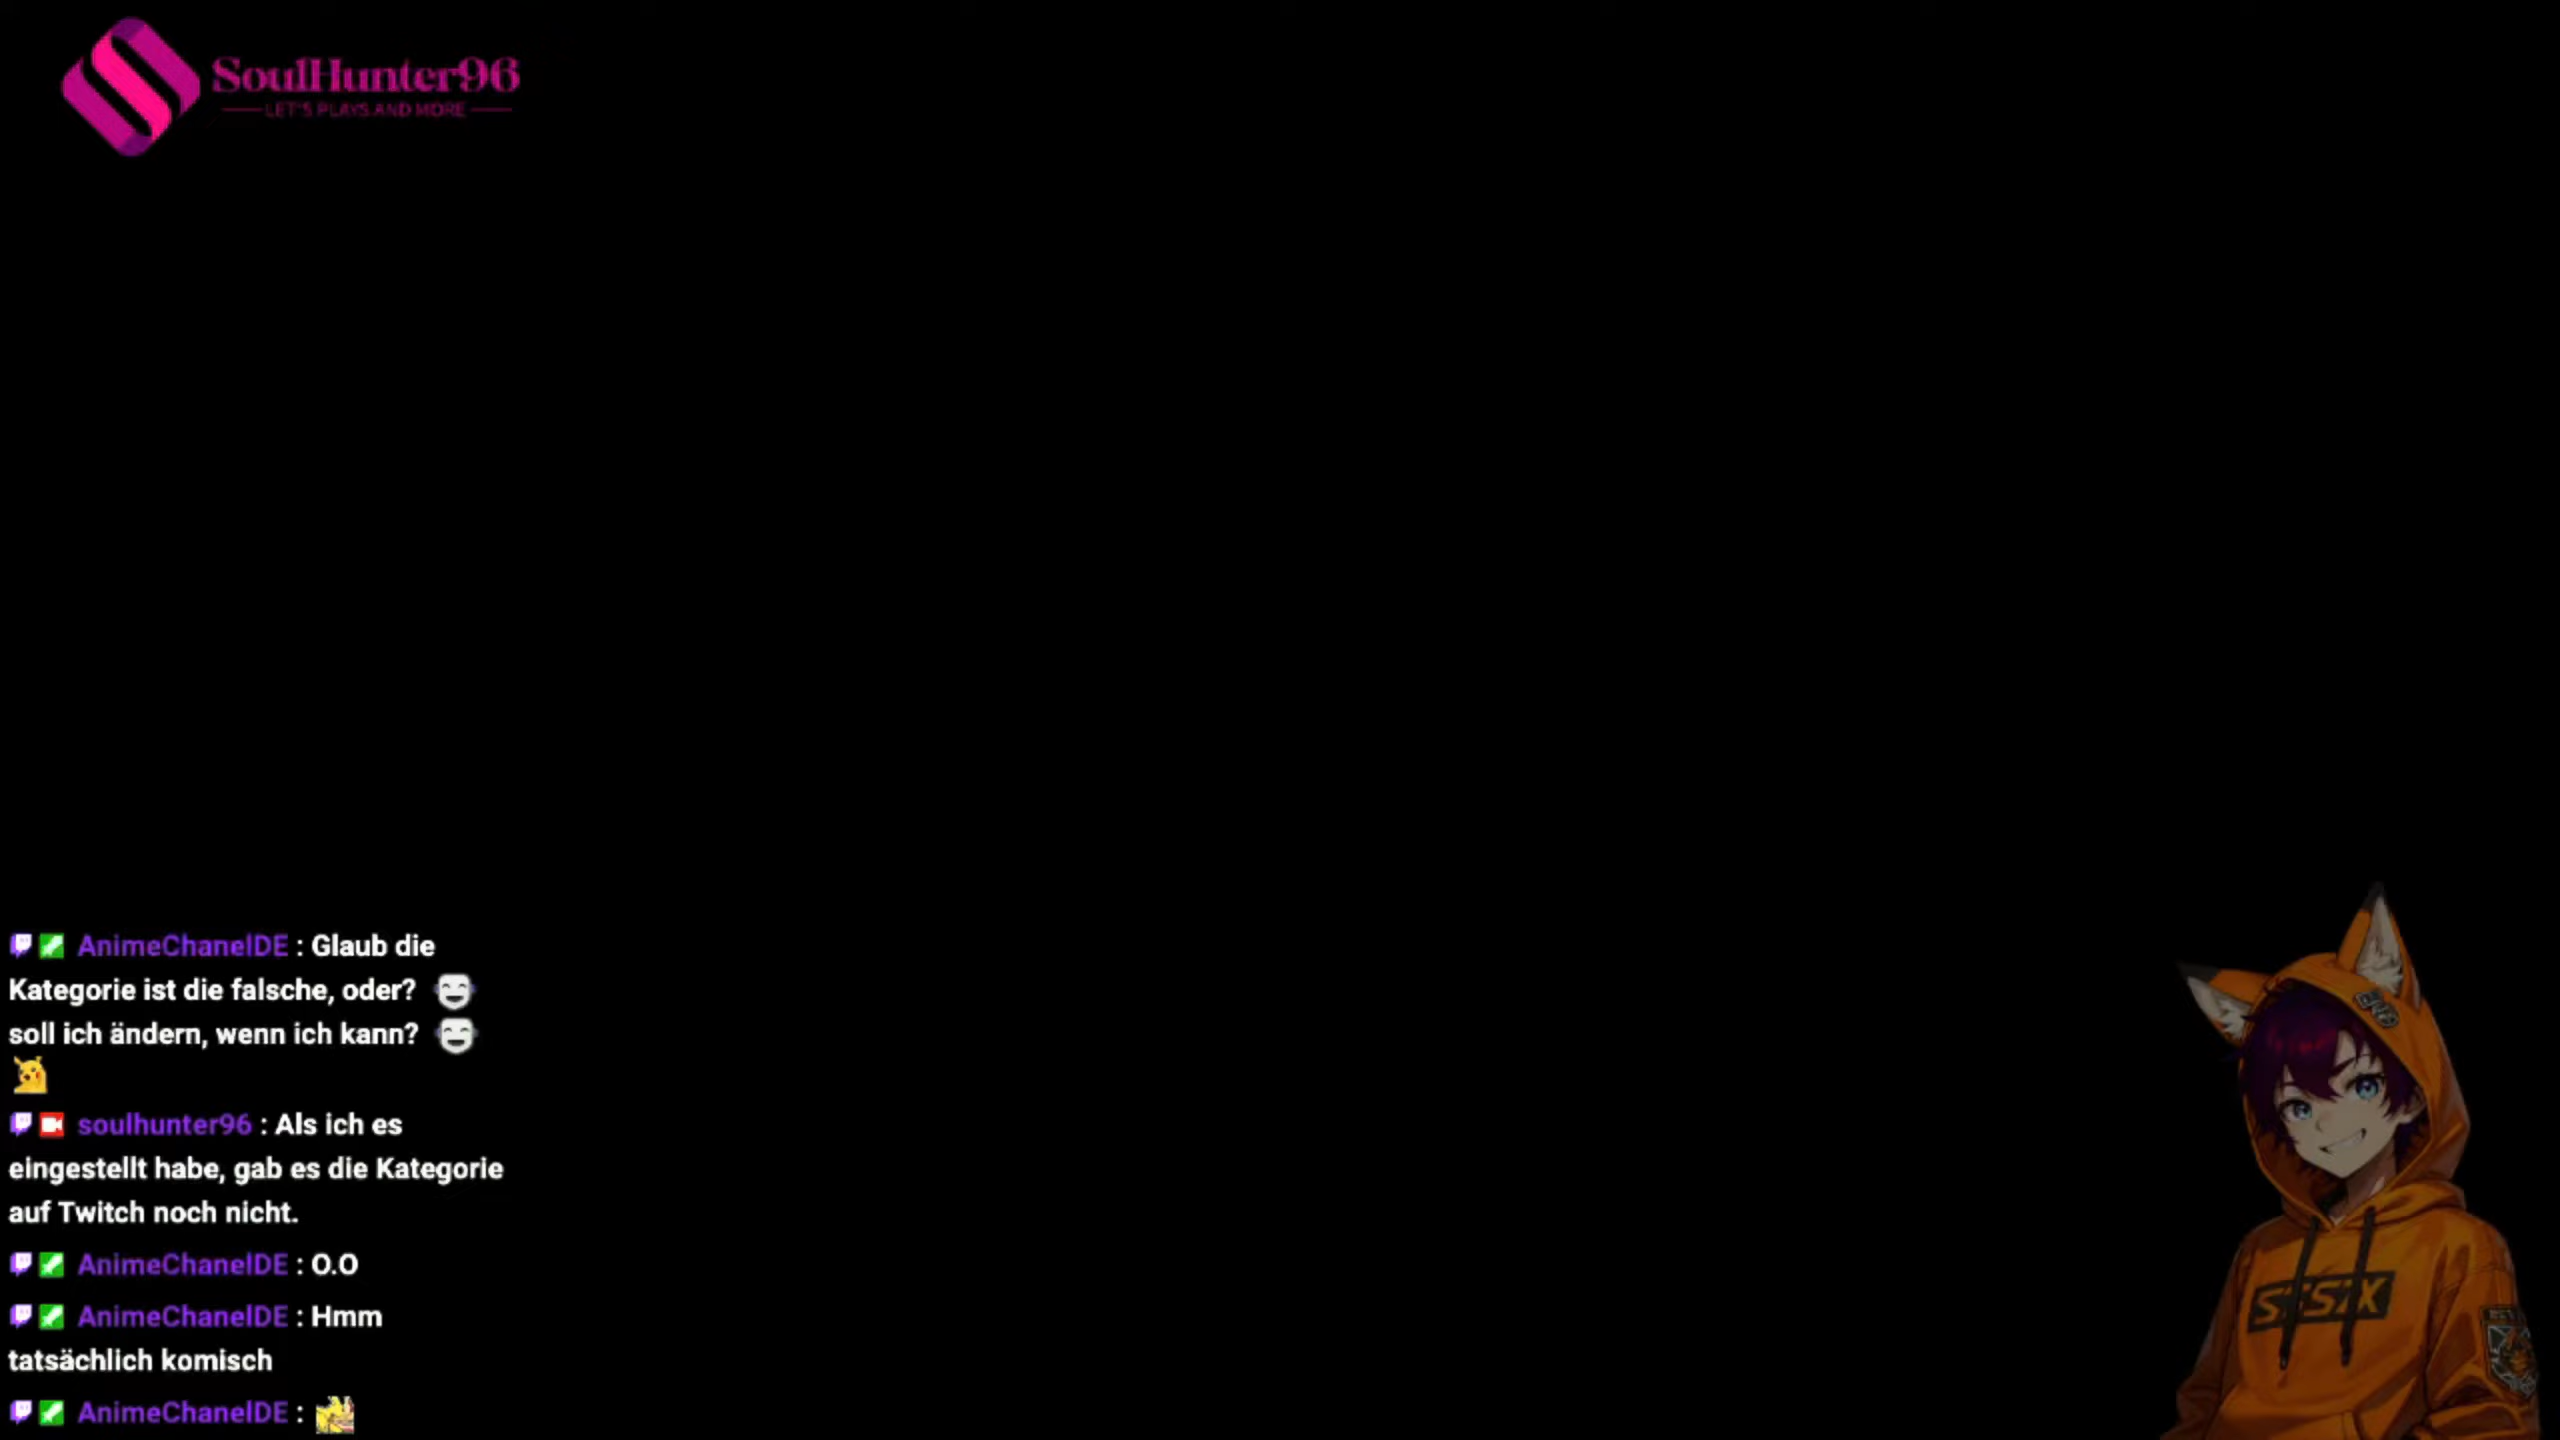 SoulHunter96
LET'S PLAYS AND MORE
AnimeChanelDE : Glaub die
Kategorie ist die falsche, oder?
soll ich ändern, wenn ich kann?
soulhunter96 : Als ich es
eingestellt habe, gab es die Kategorie
auf Twitch noch nicht.
AnimeChanelDE : O.O
AnimeChanelDE : Hmm
tatsächlich komisch
AnimeChanelDE :